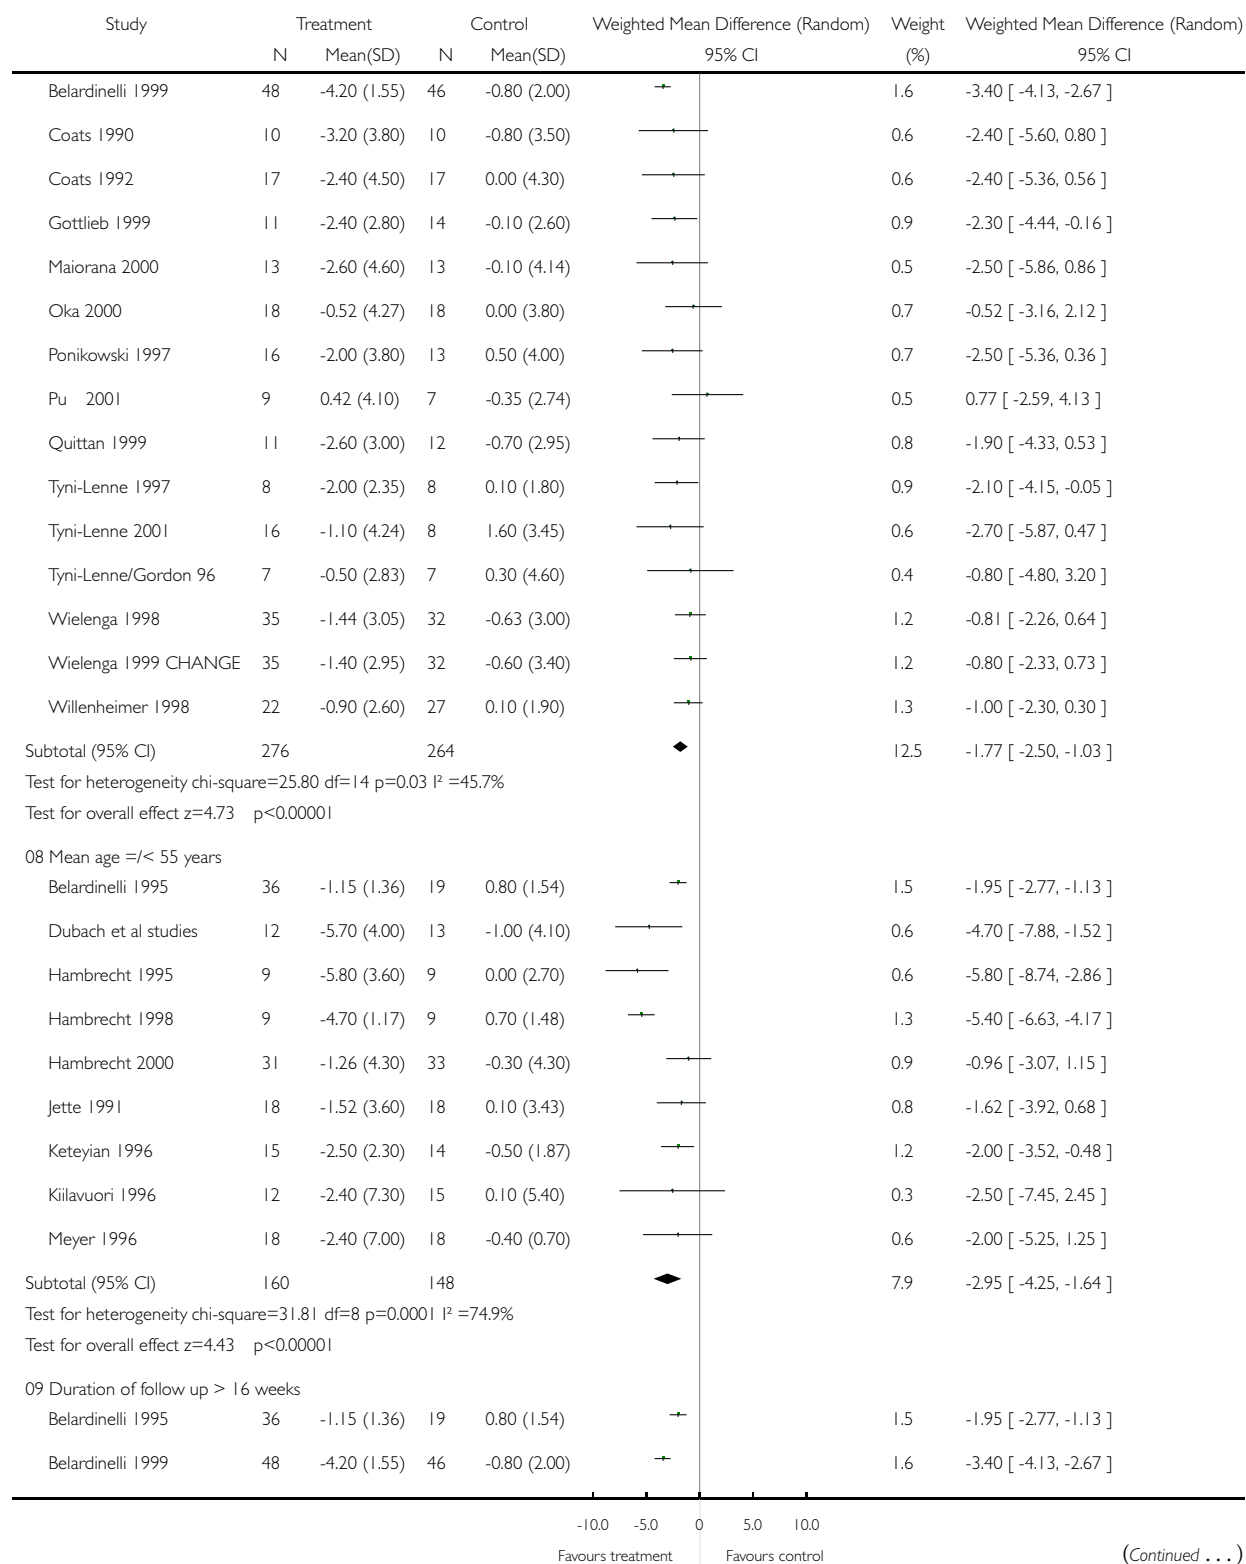 Study Treatment Control Weighted Mean Difference (Random) Weight Weighted Mean Difference (Random)
N Mean(SD) N Mean(SD) 95% CI (%) 95% CI
Belardinelli 1999 48 -4.20 (1.55) 46 -0.80 (2.00) 1.6 -3.40 [ -4.13, -2.67 ]
Coats 1990 10 -3.20 (3.80) 10 -0.80 (3.50) 0.6 -2.40 [ -5.60, 0.80 ]
Coats 1992 17 -2.40 (4.50) 17 0.00 (4.30) 0.6 -2.40 [ -5.36, 0.56 ]
Gottlieb 1999 11 -2.40 (2.80) 14 -0.10 (2.60) 0.9 -2.30 [ -4.44, -0.16 ]
Maiorana 2000 13 -2.60 (4.60) 13 -0.10 (4.14) 0.5 -2.50 [ -5.86, 0.86 ]
Oka 2000 18 -0.52 (4.27) 18 0.00 (3.80) 0.7 -0.52 [ -3.16, 2.12 ]
Ponikowski 1997 16 -2.00 (3.80) 13 0.50 (4.00) 0.7 -2.50 [ -5.36, 0.36 ]
Pu 2001 9 0.42 (4.10) 7 -0.35 (2.74) 0.5 0.77 [ -2.59, 4.13 ]
Quittan 1999 11 -2.60 (3.00) 12 -0.70 (2.95) 0.8 -1.90 [ -4.33, 0.53 ]
Tyni-Lenne 1997 8 -2.00 (2.35) 8 0.10 (1.80) 0.9 -2.10 [ -4.15, -0.05 ]
Tyni-Lenne 2001 16 -1.10 (4.24) 8 1.60 (3.45) 0.6 -2.70 [ -5.87, 0.47 ]
Tyni-Lenne/Gordon 96 7 -0.50 (2.83) 7 0.30 (4.60) 0.4 -0.80 [ -4.80, 3.20 ]
Wielenga 1998 35 -1.44 (3.05) 32 -0.63 (3.00) 1.2 -0.81 [ -2.26, 0.64 ]
Wielenga 1999 CHANGE 35 -1.40 (2.95) 32 -0.60 (3.40) 1.2 -0.80 [ -2.33, 0.73 ]
Willenheimer 1998 22 -0.90 (2.60) 27 0.10 (1.90) 1.3 -1.00 [ -2.30, 0.30 ]
Subtotal (95% CI) 276 264 12.5 -1.77 [ -2.50, -1.03 ]
Test for heterogeneity chi-square=25.80 df=14 p=0.03 I² =45.7%
Test for overall effect z=4.73 p<0.00001
08 Mean age =/< 55 years
Belardinelli 1995 36 -1.15 (1.36) 19 0.80 (1.54) 1.5 -1.95 [ -2.77, -1.13 ]
Dubach et al studies 12 -5.70 (4.00) 13 -1.00 (4.10) 0.6 -4.70 [ -7.88, -1.52 ]
Hambrecht 1995 9 -5.80 (3.60) 9 0.00 (2.70) 0.6 -5.80 [ -8.74, -2.86 ]
Hambrecht 1998 9 -4.70 (1.17) 9 0.70 (1.48) 1.3 -5.40 [ -6.63, -4.17 ]
Hambrecht 2000 31 -1.26 (4.30) 33 -0.30 (4.30) 0.9 -0.96 [ -3.07, 1.15 ]
Jette 1991 18 -1.52 (3.60) 18 0.10 (3.43) 0.8 -1.62 [ -3.92, 0.68 ]
Keteyian 1996 15 -2.50 (2.30) 14 -0.50 (1.87) 1.2 -2.00 [ -3.52, -0.48 ]
Kiilavuori 1996 12 -2.40 (7.30) 15 0.10 (5.40) 0.3 -2.50 [ -7.45, 2.45 ]
Meyer 1996 18 -2.40 (7.00) 18 -0.40 (0.70) 0.6 -2.00 [ -5.25, 1.25 ]
Subtotal (95% CI) 160 148 7.9 -2.95 [ -4.25, -1.64 ]
Test for heterogeneity chi-square=31.81 df=8 p=0.0001 I² =74.9%
Test for overall effect z=4.43 p<0.00001
09 Duration of follow up > 16 weeks
Belardinelli 1995 36 -1.15 (1.36) 19 0.80 (1.54) 1.5 -1.95 [ -2.77, -1.13 ]
Belardinelli 1999 48 -4.20 (1.55) 46 -0.80 (2.00) 1.6 -3.40 [ -4.13, -2.67 ]
-10.0 -5.0 0 5.0 10.0
Favours treatment Favours control (Continued . . . )